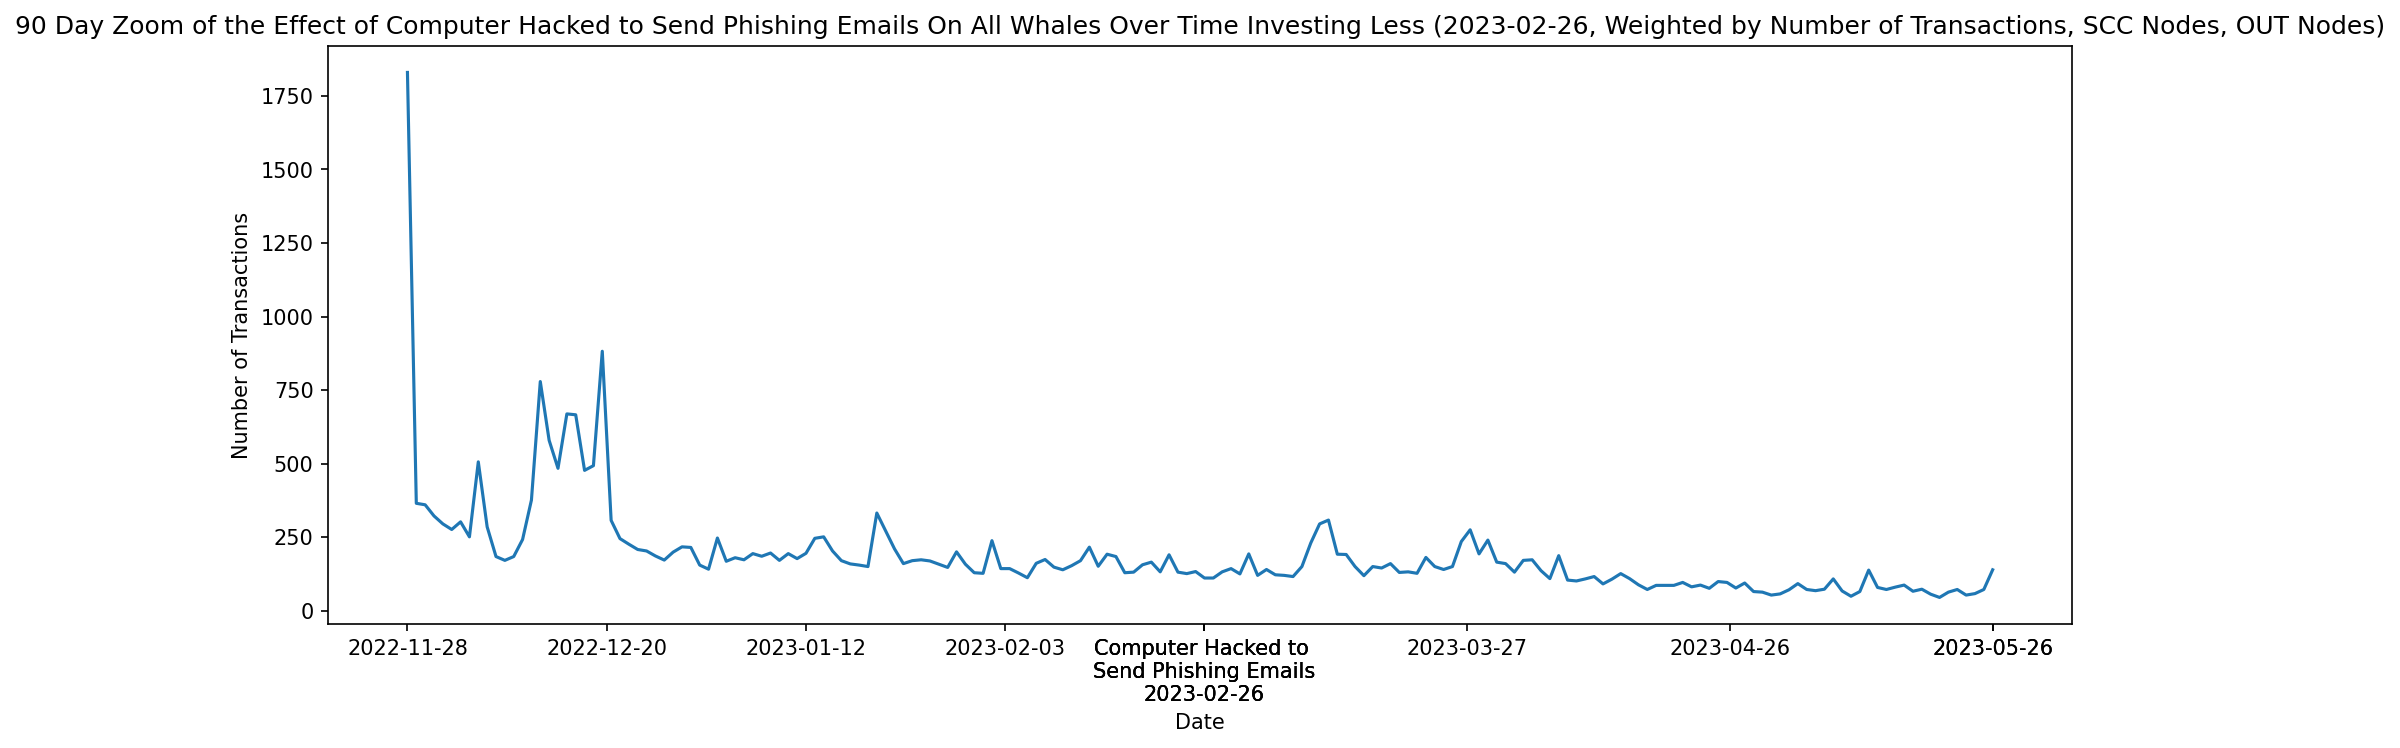 90 Day Zoom of the Effect of Computer Hacked to Send Phishing Emails On All Whales Over Time Investing Less (2023-02-26, Weighted by Number of Transactions, SCC Nodes, OUT Nodes)
Number of Transactions
1750
1500
1250
1000
750
500
250
0
2022-11-28 2022-12-20 2023-01-12 2023-02-03 Computer Hacked to 2023-03-27 2023-04-26 2023-05-26
Send Phishing Emails
2023-02-26
Date